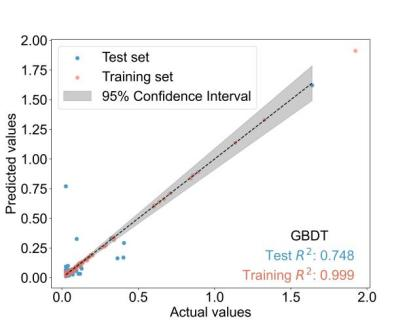 2.00
1.75
1.50
1.25
1.00
0.75
0.50
0.25
0.00
Predicted values
Test set
Training set
95% Confidence Interval
GBDT
Test R²: 0.748
Training R²: 0.999
0.0 0.5 1.0 1.5 2.0
Actual values